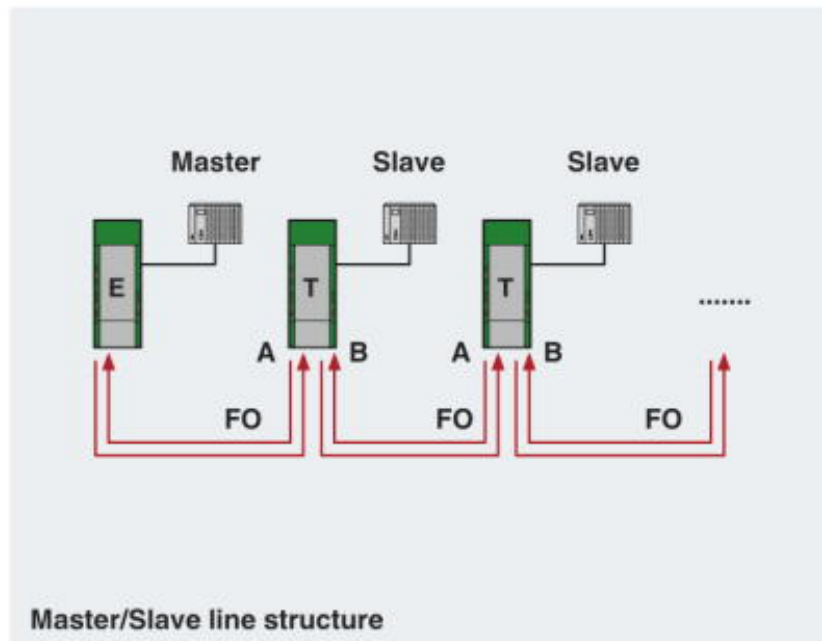 Master Slave Slave
E T T .......
A B A B
FO FO FO
Master/Slave line structure